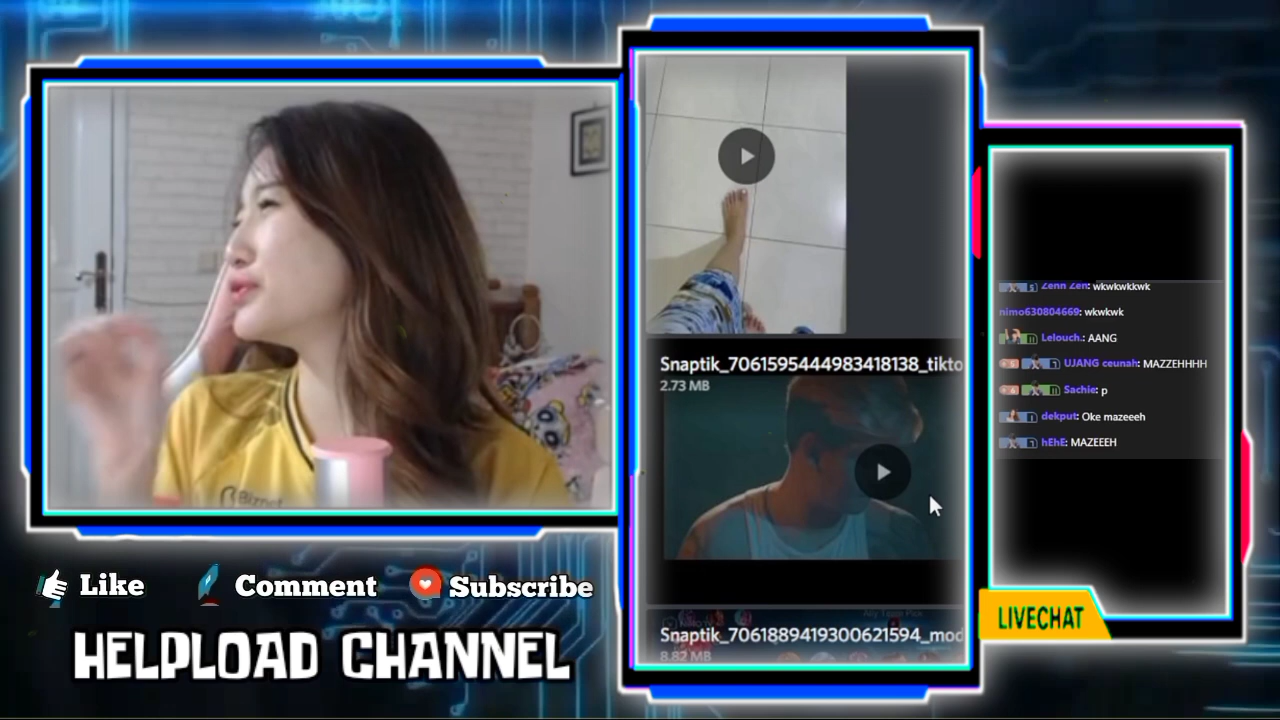 Biznet
Like
Comment
Subscribe
HELPLOAD CHANNEL
Snaptik_7061595444983418138_tikto
2.73 MB
Snaptik_7061889419300621594_mod
8.82 MB
Zenn Zen: wkwkwkkwk
nimo630804669: wkwkwk
Lelouch.: AANG
UJANG ceunah: MAZZEHHHH
Sachie: p
dekput: Oke mazeeeh
hEhE: MAZEEEH
LIVECHAT